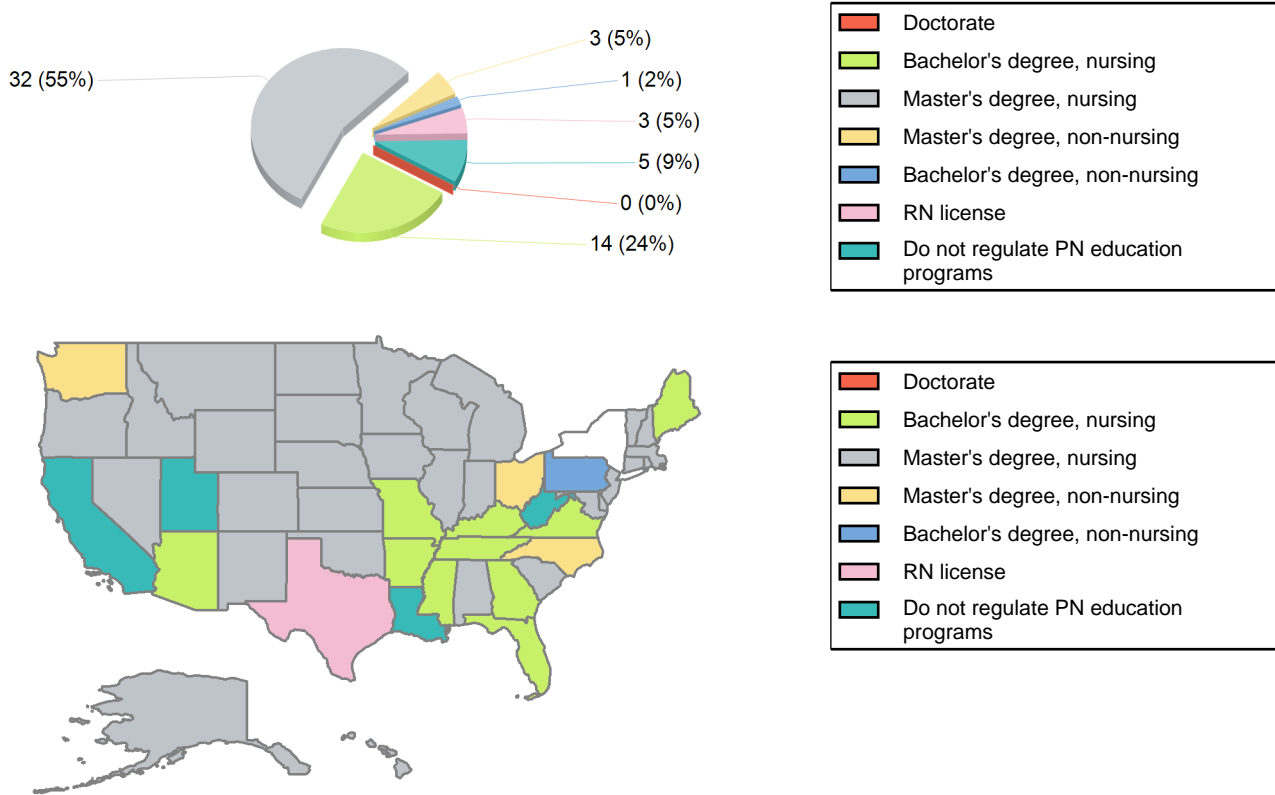 3 (5%)
32 (55%)
1 (2%)
3 (5%)
5 (9%)
0 (0%)
14 (24%)
Doctorate
Bachelor's degree, nursing
Master's degree, nursing
Master's degree, non-nursing
Bachelor's degree, non-nursing
RN license
Do not regulate PN education
programs
Doctorate
Bachelor's degree, nursing
Master's degree, nursing
Master's degree, non-nursing
Bachelor's degree, non-nursing
RN license
Do not regulate PN education
programs